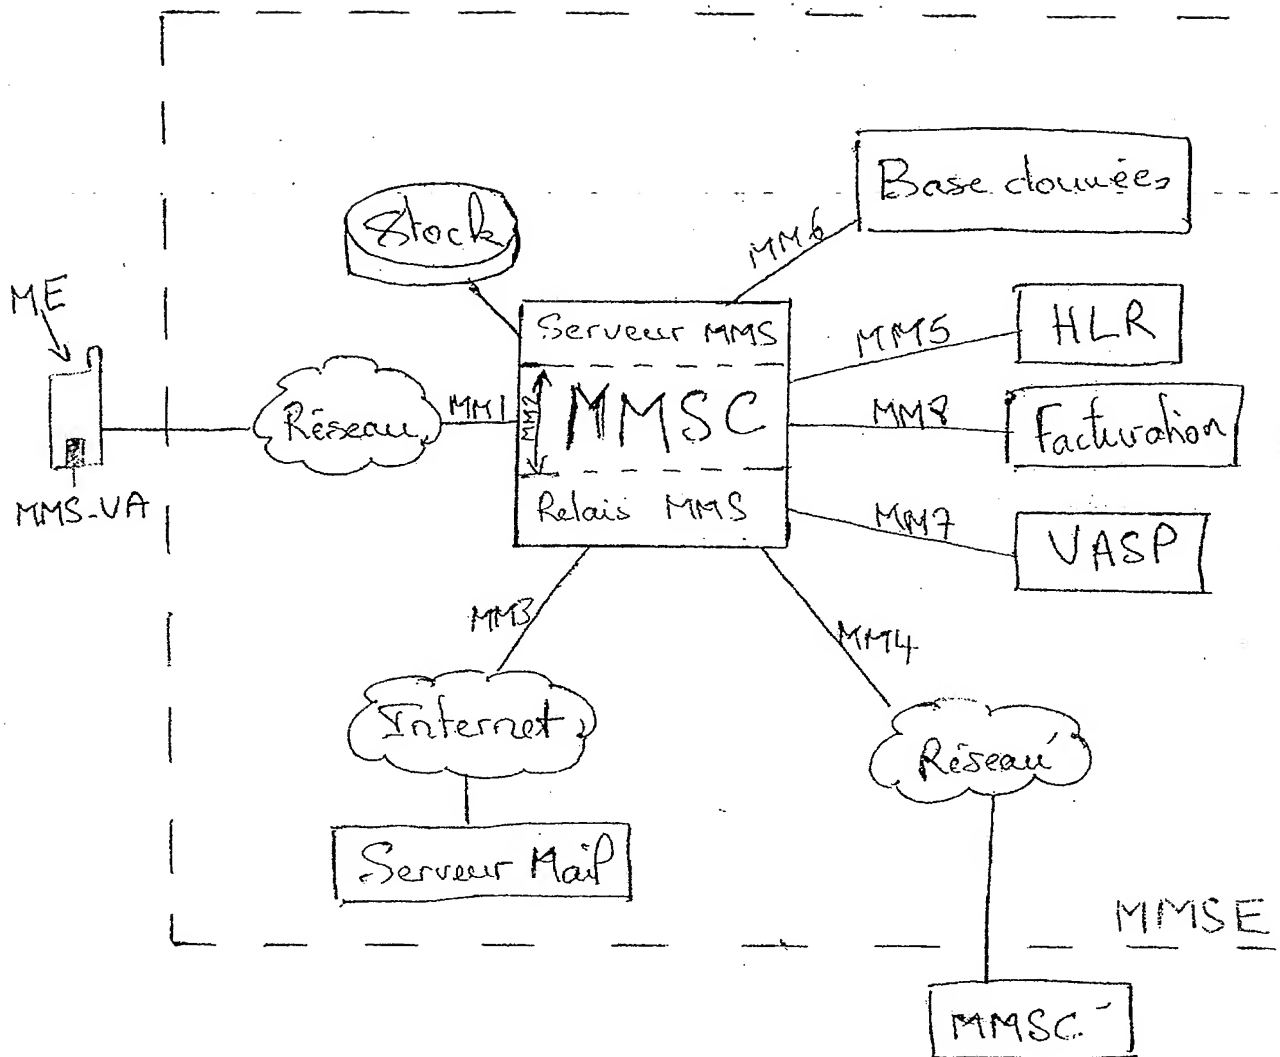 Base données
Stock
MM6
ME
HLR
Serveur MMS
MM5
MMSC
MM2
Réseau
MM1
MM8
Facturation
MMS-UA
Relais MMS
MM7
VASP
MM3
MM4
Internet
Réseau'
Serveur Mail
MMSE
MMSC'